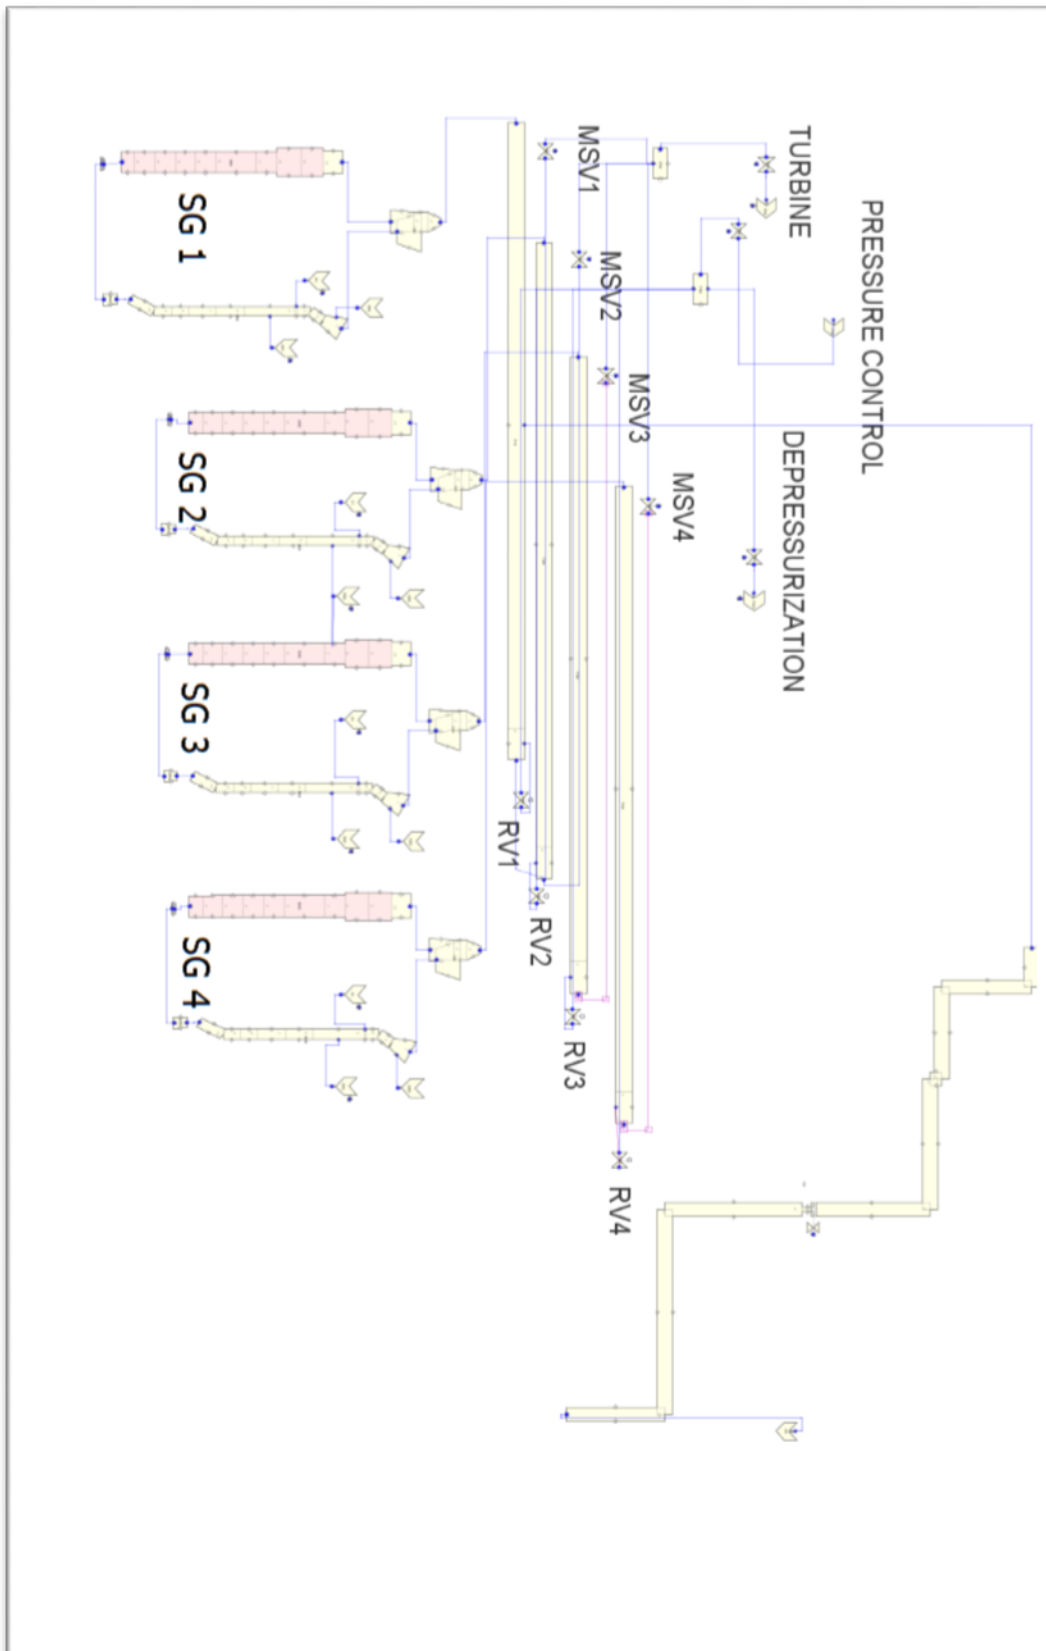 SG 1
SG 2
SG 3
SG 4
MSV1
MSV2
MSV3
MSV4
RV1
RV2
RV3
RV4
TURBINE
PRESSURE CONTROL
DEPRESSURIZATION